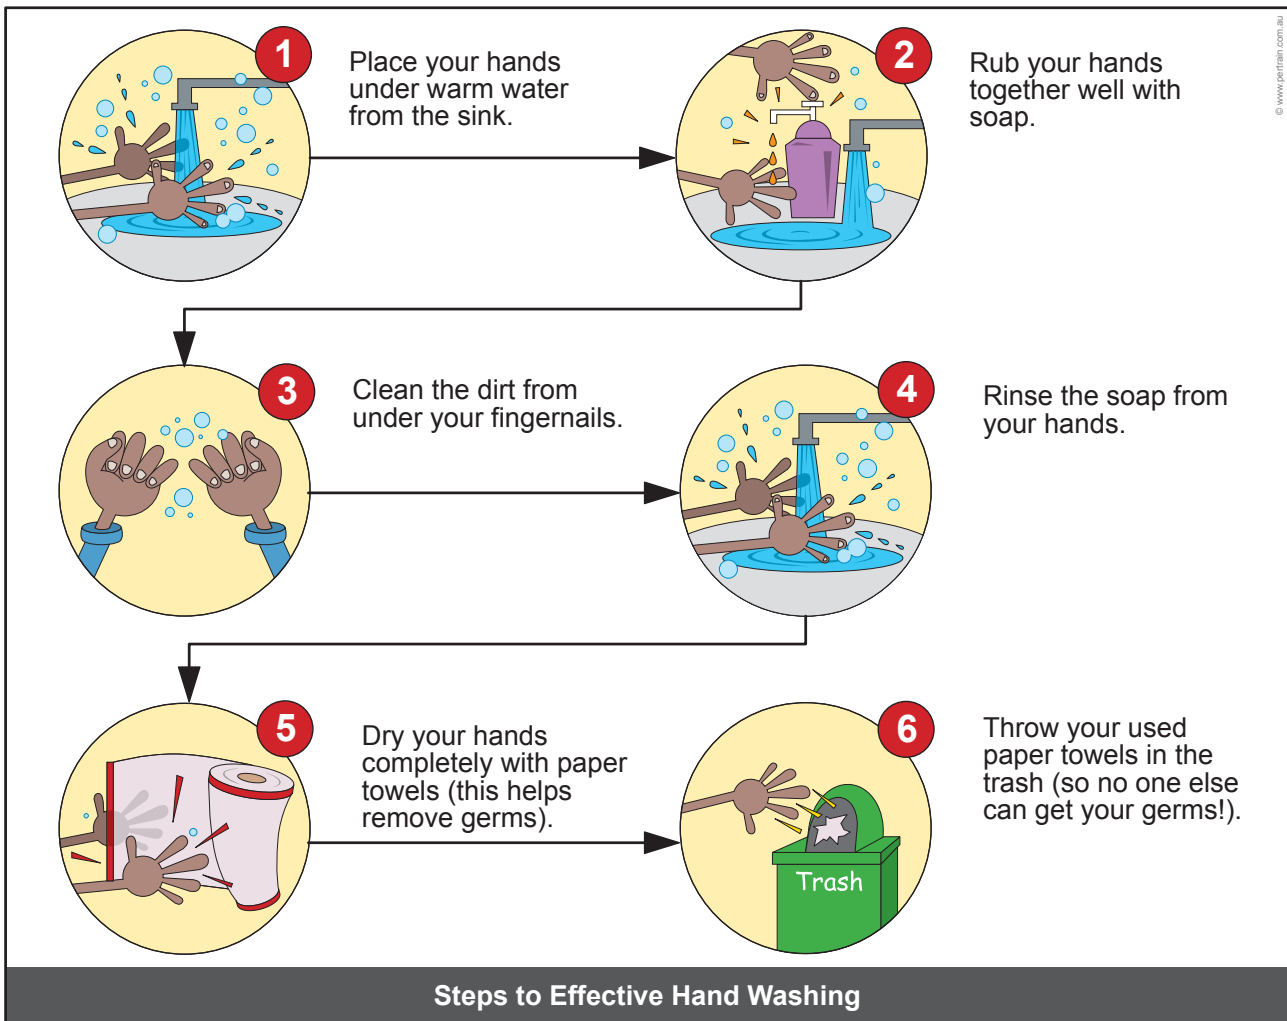 © www.pertrain.com.au
1
Place your hands
under warm water
from the sink.
2
Rub your hands
together well with
soap.
3
Clean the dirt from
under your fingernails.
4
Rinse the soap from
your hands.
5
Dry your hands
completely with paper
towels (this helps
remove germs).
6
Throw your used
paper towels in the
trash (so no one else
can get your germs!).
Trash
Steps to Effective Hand Washing